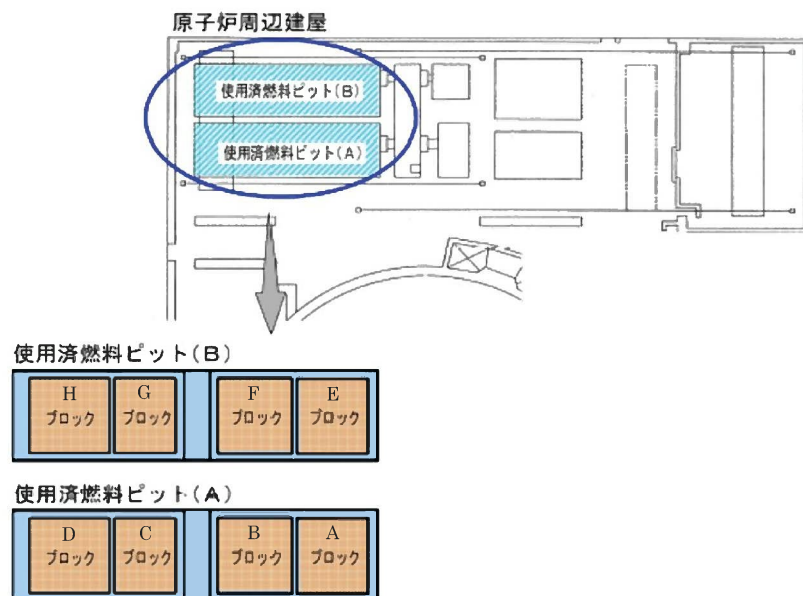 原子炉周辺建屋
使用済燃料ピット(B)
使用済燃料ピット(A)
使用済燃料ピット(B)
H
ブロック
G
ブロック
F
ブロック
E
ブロック
使用済燃料ピット(A)
D
ブロック
C
ブロック
B
ブロック
A
ブロック